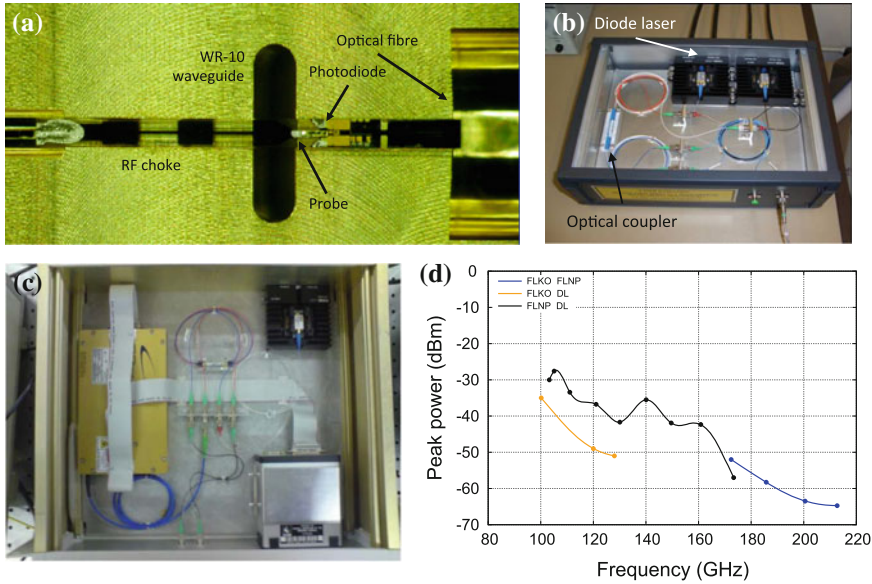 (a)
WR-10
waveguide
Optical fibre
Photodiode
RF choke
Probe
(b)
Diode laser
Optical coupler
(c)
(d)
FLKO FLNP
FLKO DL
FLNP DL
Peak power (dBm)
0
-10
-20
-30
-40
-50
-60
-70
80 100 120 140 160 180 200 220
Frequency (GHz)